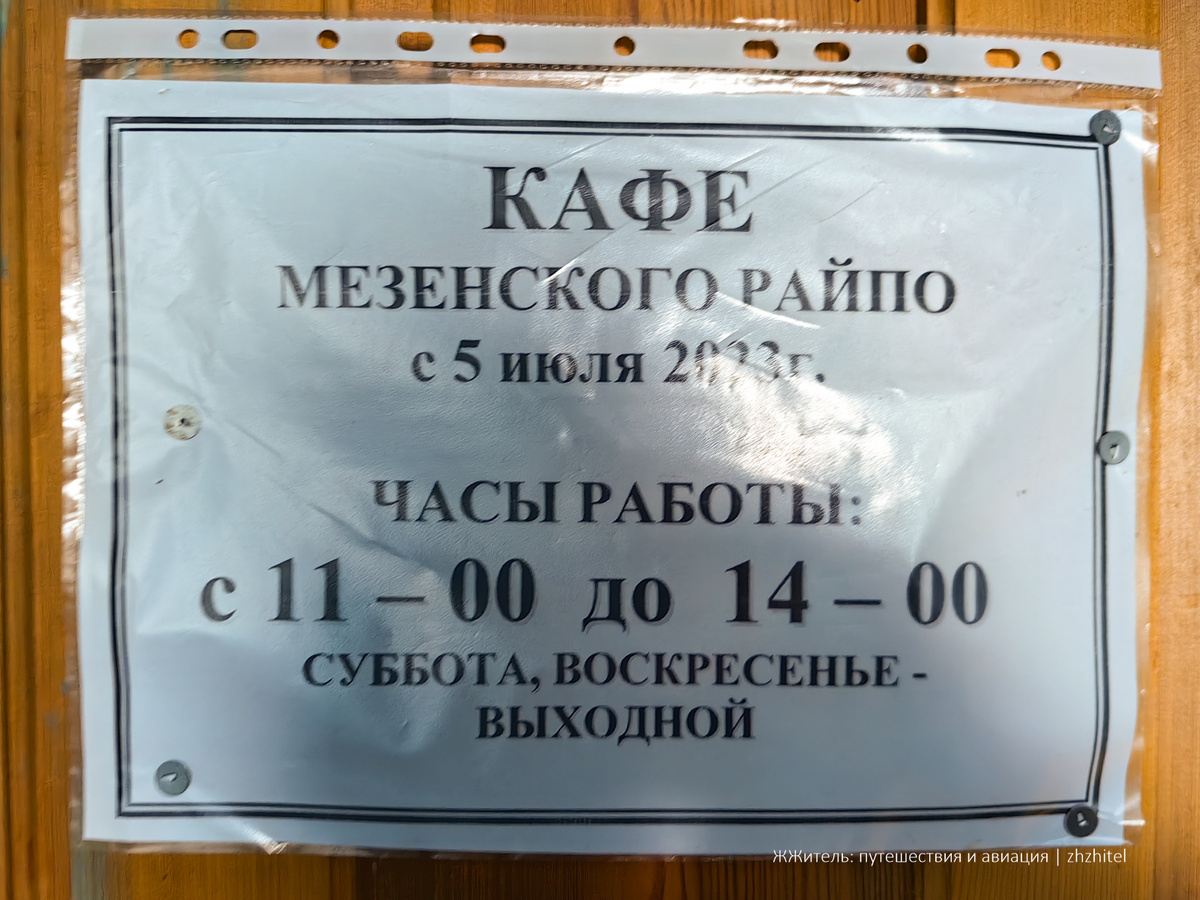 КАФЕ
МЕЗЕНСКОГО РАЙПО
с 5 июля 2023г.
ЧАСЫ РАБОТЫ:
с 11 – 00 до 14 – 00
СУББОТА, ВОСКРЕСЕНЬЕ -
ВЫХОДНОЙ
ЖЖитель: путешествия и авиация | zhzhitel